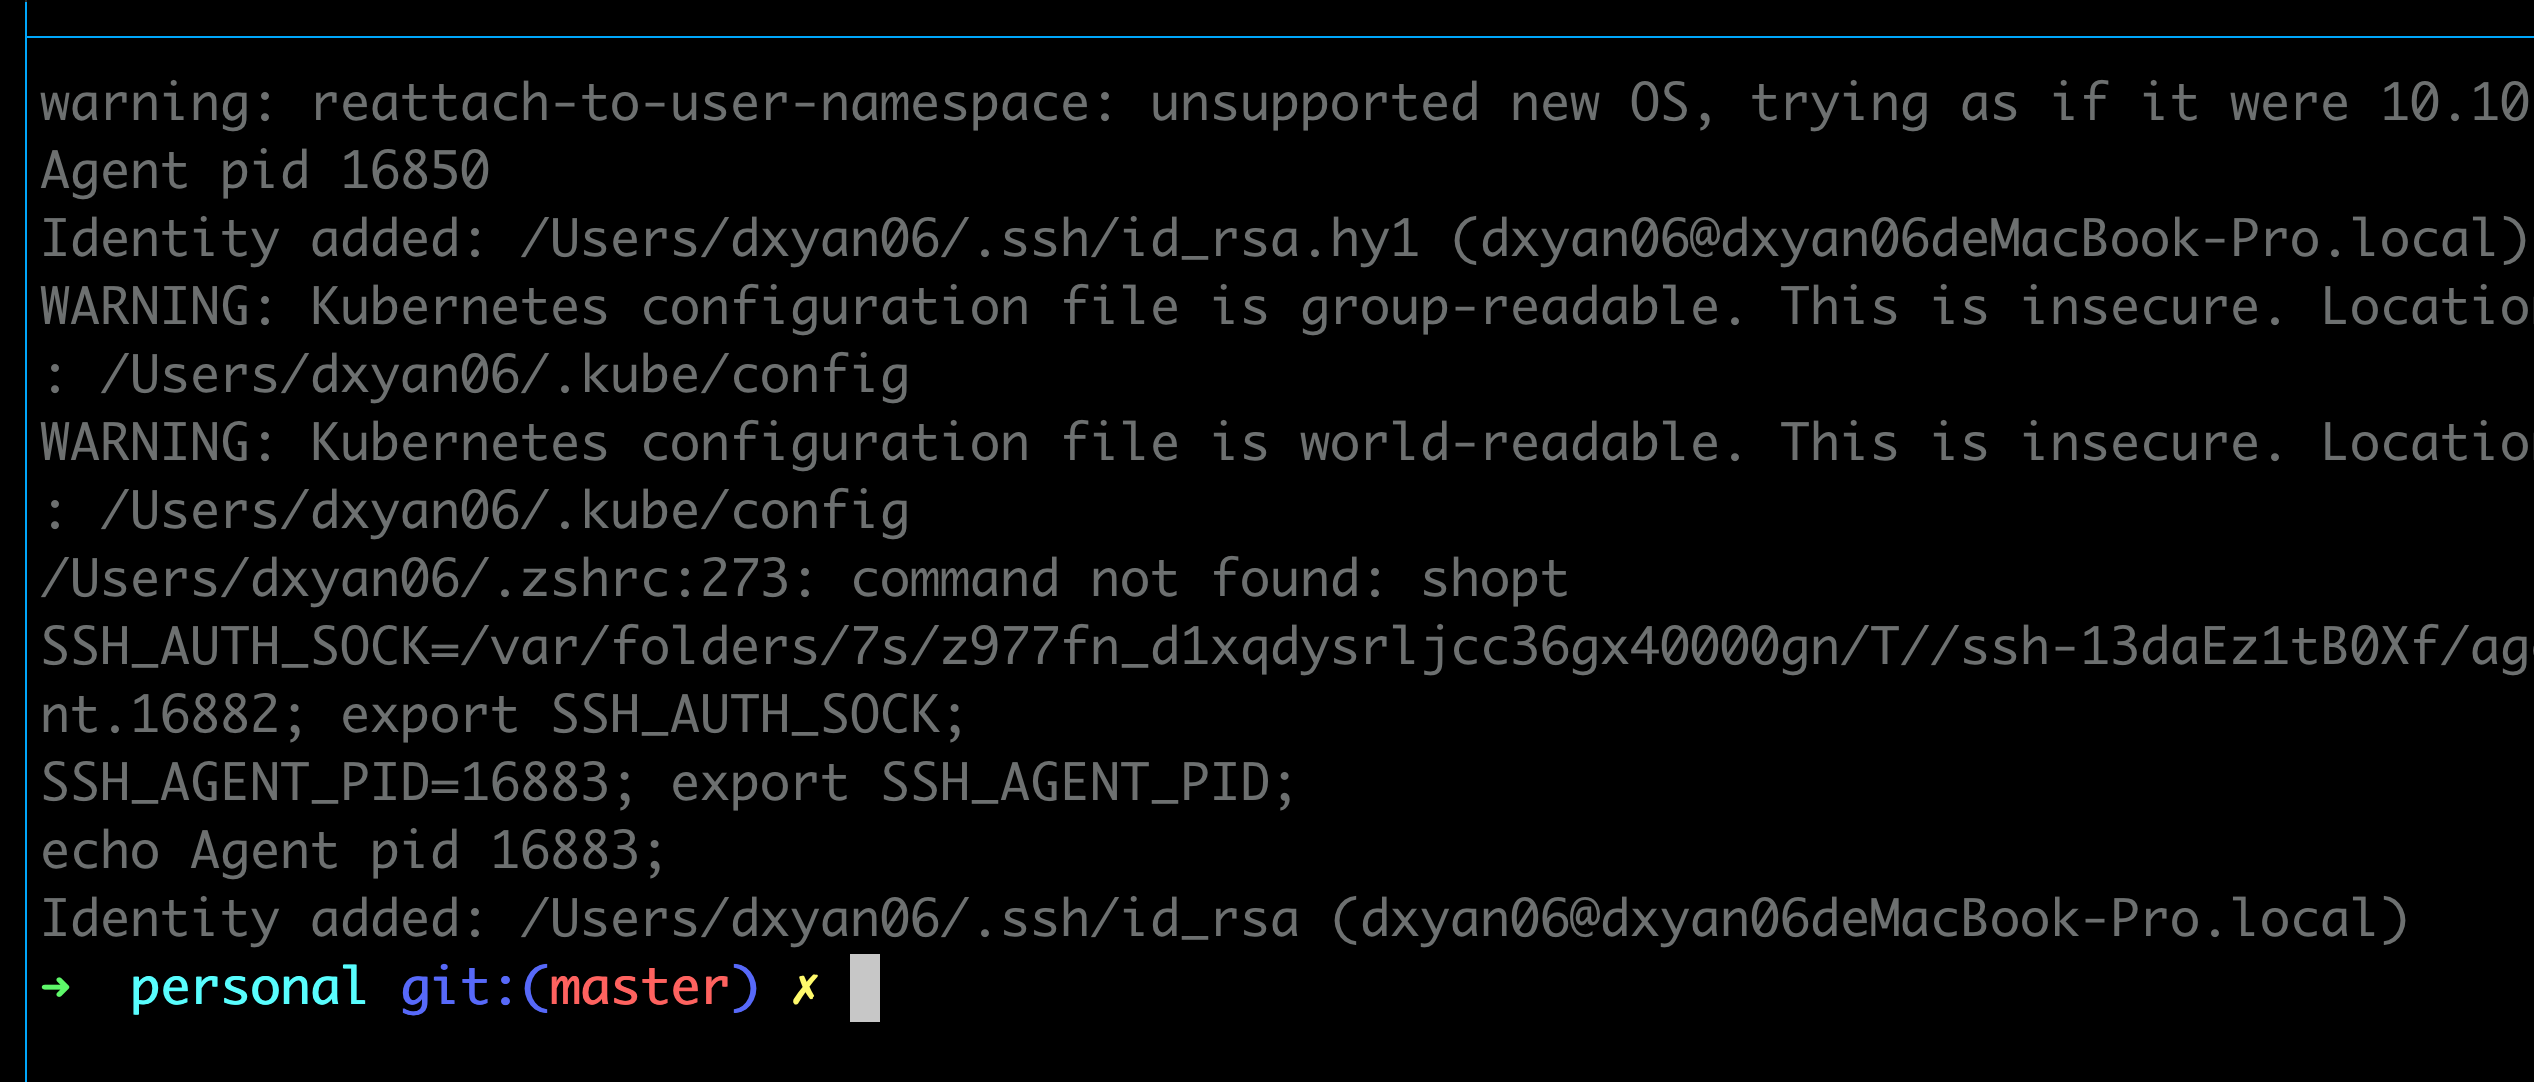 warning: reattach-to-user-namespace: unsupported new OS, trying as if it were 10.10
Agent pid 16850
Identity added: /Users/dxyan06/.ssh/id_rsa.hy1 (dxyan06@dxyan06deMacBook-Pro.local)
WARNING: Kubernetes configuration file is group-readable. This is insecure. Locatio
: /Users/dxyan06/.kube/config
WARNING: Kubernetes configuration file is world-readable. This is insecure. Locatio
: /Users/dxyan06/.kube/config
/Users/dxyan06/.zshrc:273: command not found: shopt
SSH_AUTH_SOCK=/var/folders/7s/z977fn_d1xqdysrljcc36gx40000gn/T//ssh-13daEz1tB0Xf/age
nt.16882; export SSH_AUTH_SOCK;
SSH_AGENT_PID=16883; export SSH_AGENT_PID;
echo Agent pid 16883;
Identity added: /Users/dxyan06/.ssh/id_rsa (dxyan06@dxyan06deMacBook-Pro.local)
➜  personal git:(master) ✗